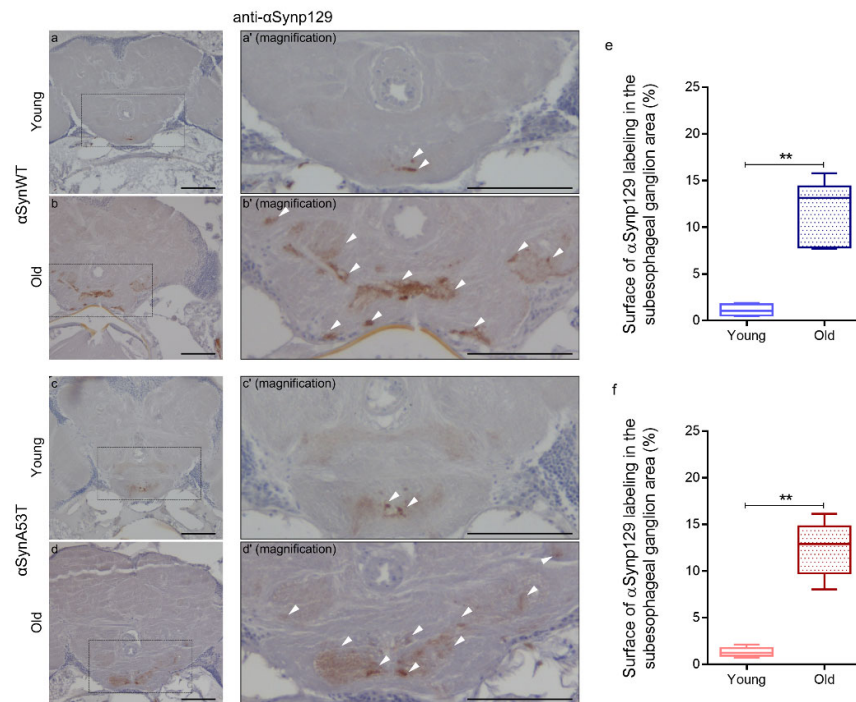 anti-αSynp129
a
a' (magnification)
Young
b
b' (magnification)
Old
αSynWT
c
c' (magnification)
Young
d
d' (magnification)
Old
αSynA53T
e
Surface of αSynp129 labeling in the
subesophageal ganglion area (%)
25
20
15
10
5
0
**
Young Old
f
Surface of αSynp129 labeling in the
subesophageal ganglion area (%)
25
20
15
10
5
0
**
Young Old